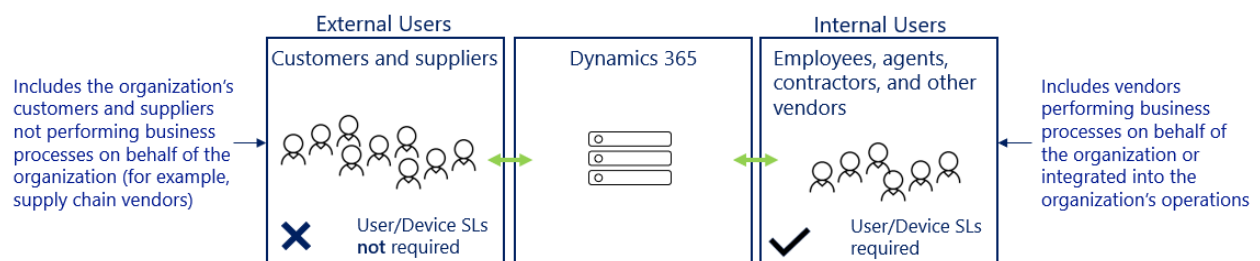 External Users
Internal Users
Customers and suppliers
Dynamics 365
Employees, agents,
contractors, and other
vendors
Includes the organization's
customers and suppliers
not performing business
processes on behalf of the
organization (for example,
supply chain vendors)
Includes vendors
performing business
processes on behalf of
the organization or
integrated into the
organization's operations
User/Device SLs
not required
User/Device SLs
required